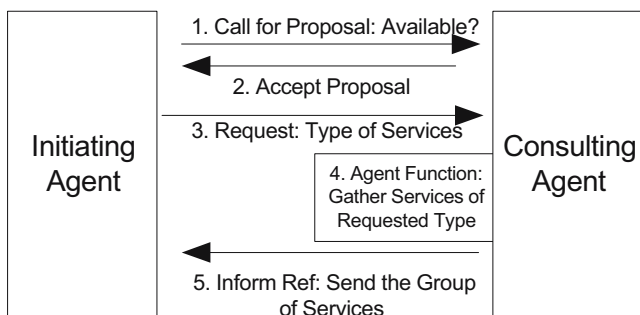 1. Call for Proposal: Available?
2. Accept Proposal
3. Request: Type of Services
Initiating
Agent
Consulting
Agent
4. Agent Function:
Gather Services of
Requested Type
5. Inform Ref: Send the Group
of Services